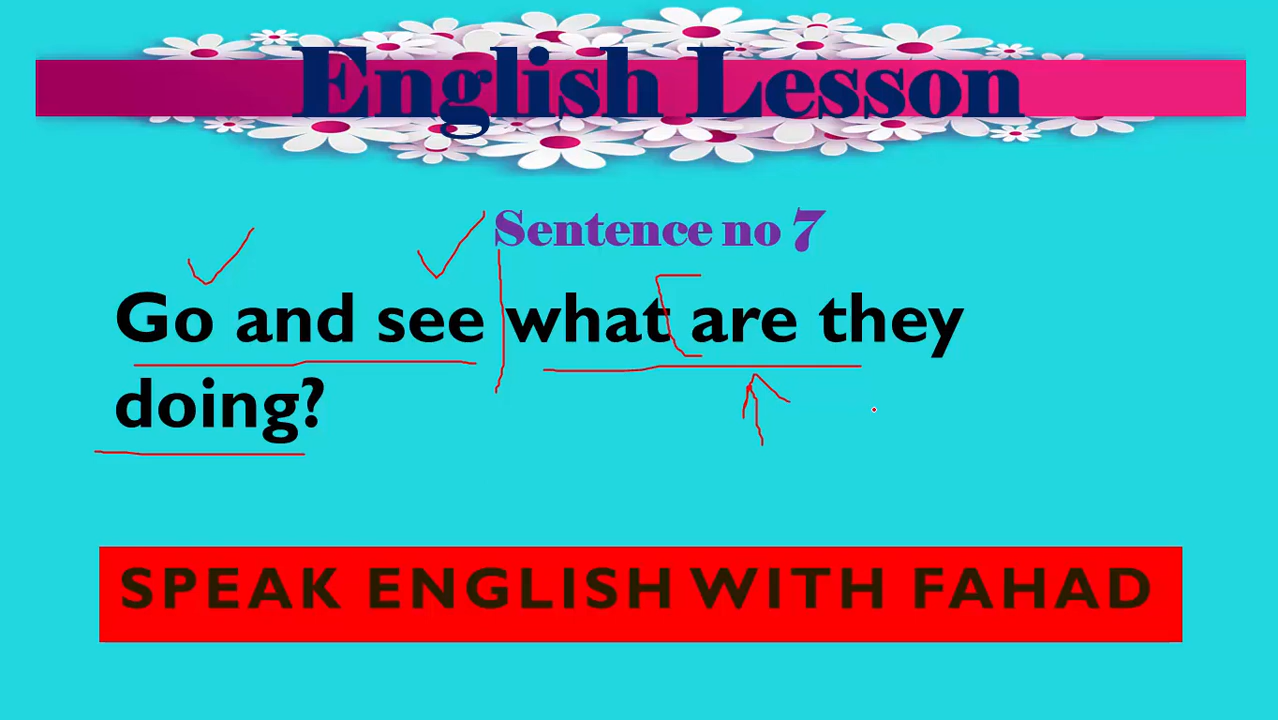 English Lesson
Sentence no 7
Go and see what are they
doing?
SPEAK ENGLISH WITH FAHAD